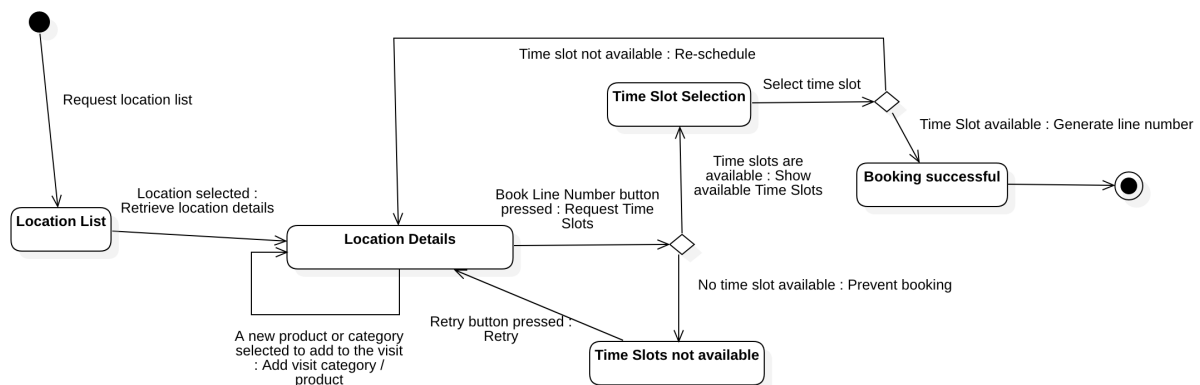 Time slot not available : Re-schedule
Request location list
Time Slot Selection
Select time slot
Time Slot available : Generate line number
Time slots are
available : Show
available Time Slots
Booking successful
Location selected :
Retrieve location details
Book Line Number button
pressed : Request Time
Slots
Location List
Location Details
No time slot available : Prevent booking
Retry button pressed :
Retry
A new product or category
selected to add to the visit
: Add visit category /
product
Time Slots not available